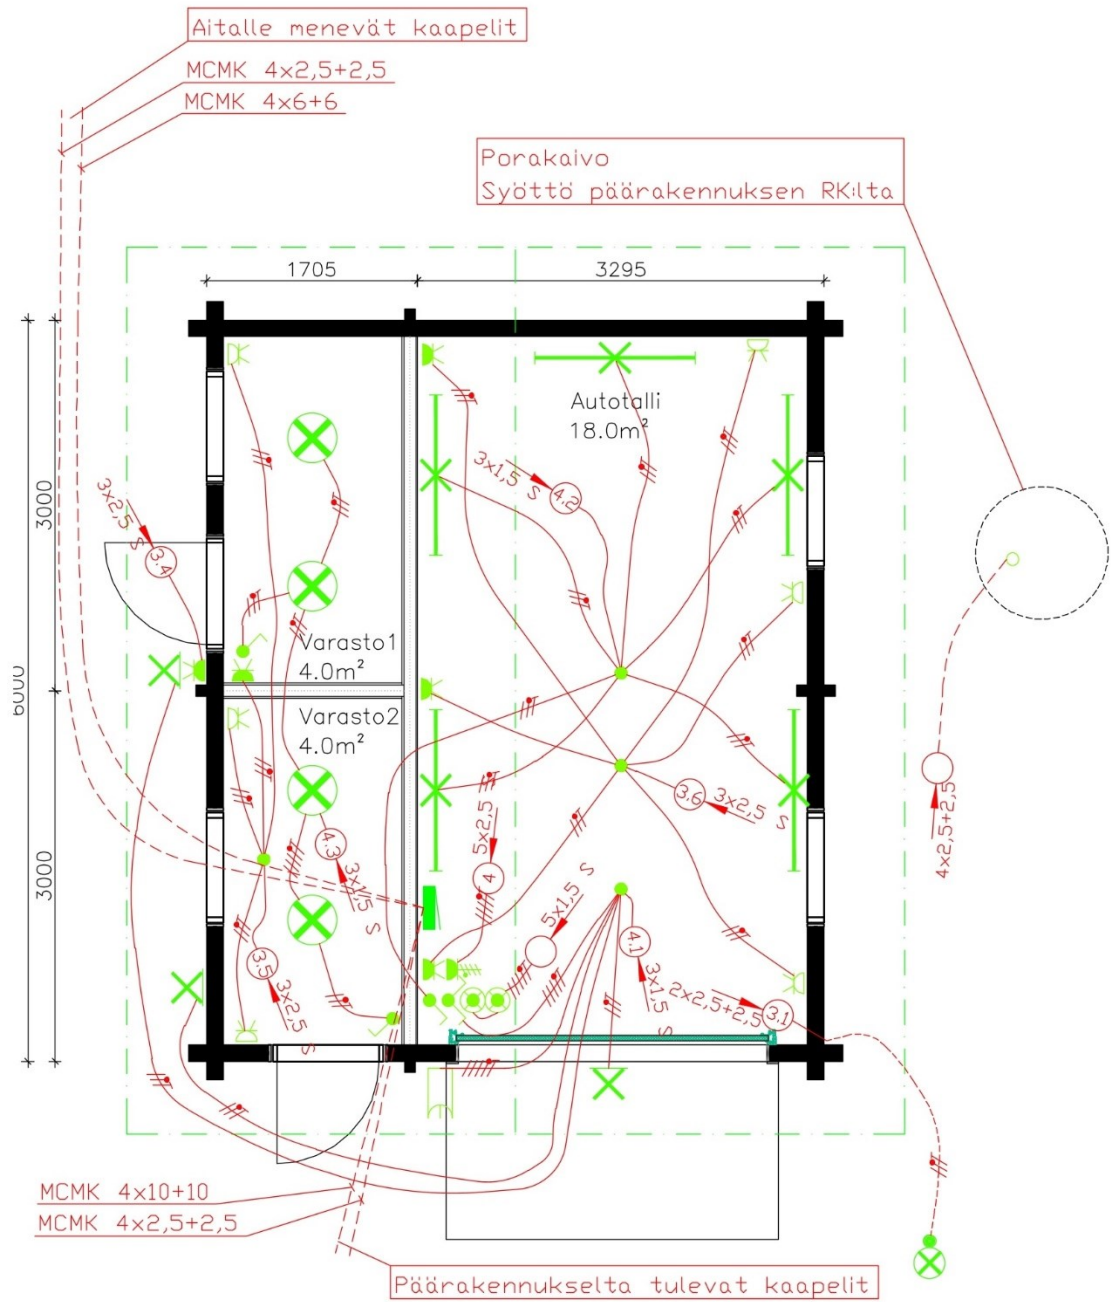 Aitalle menevät kaapelit
MCMK 4x2,5+2,5
MCMK 4x6+6
Porakaivo
Syöttö päärakennuksen RK:lta
1705
3295
Autotalli
18.0m²
3x1,5 S
4.2
3000
3x2,5 S
3.4
6000
Varasto1
4.0m²
Varasto2
4.0m²
3.6
3x2,5 S
4x2,5+2,5
3000
4.3
3x1,5 S
5x2,5
4
5x1,5 S
4.1
3x1,5 S
2x2,5+2,5
3.1
3.5
3x2,5 S
MCMK 4x10+10
MCMK 4x2,5+2,5
Päärakennukselta tulevat kaapelit